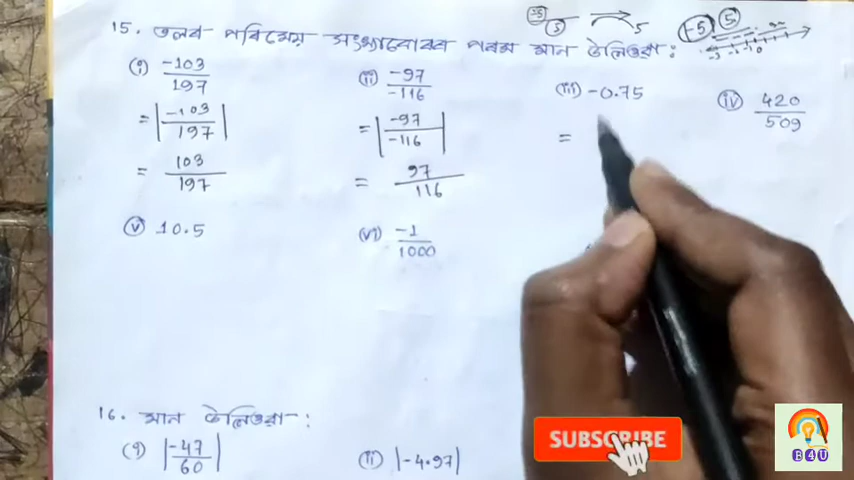 15. তলৰ পৰিমেয় সংখ্যাবোৰৰ পৰম মান উলিওৱা:
(i) -103/197
= |-103/197|
= 103/197
(ii) -97/-116
= |-97/-116|
= 97/116
(iii) -0.75
=
(iv) 420/509
(v) 10.5
(vi) -1/1000
16. মান উলিওৱা:
(i) |-47/60|
(ii) |-4.97|
-5 5
SUBSCRIBE
B4U